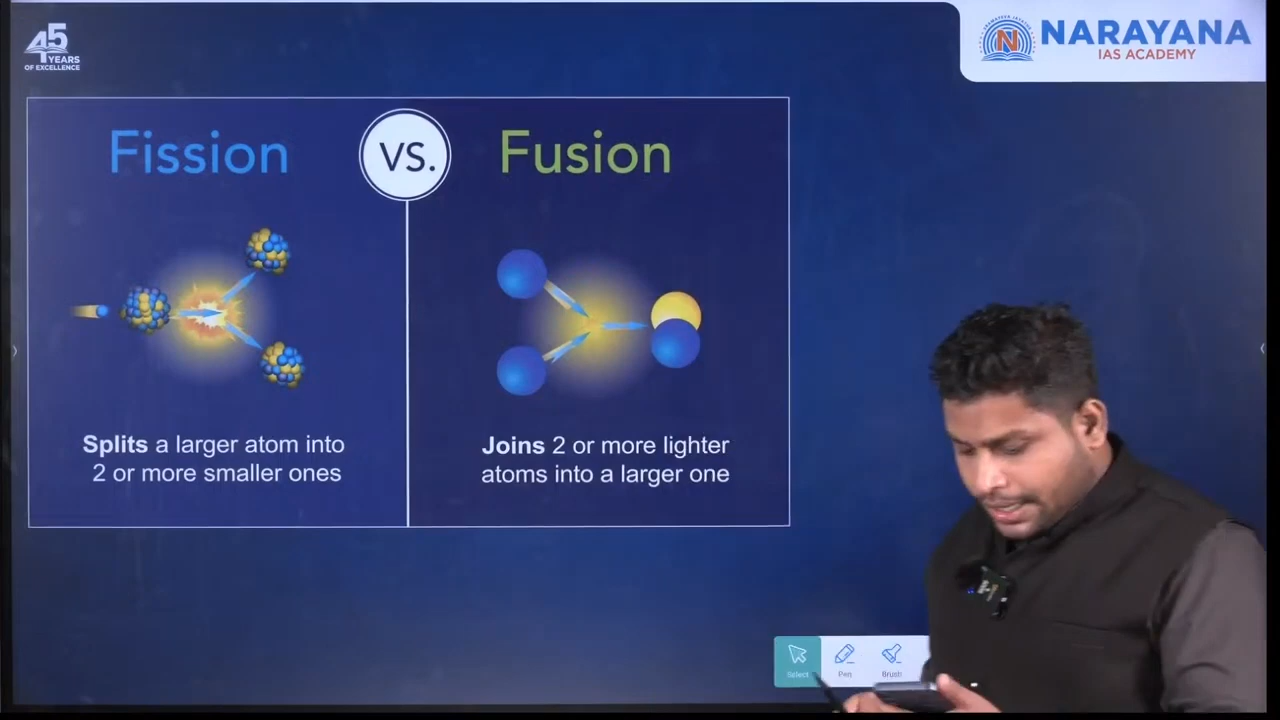 45
YEARS
OF EXCELLENCE
N
NARAYANA
IAS ACADEMY
Fission
VS.
Fusion
Splits a larger atom into
2 or more smaller ones
Joins 2 or more lighter
atoms into a larger one
Select
Pen
Brush